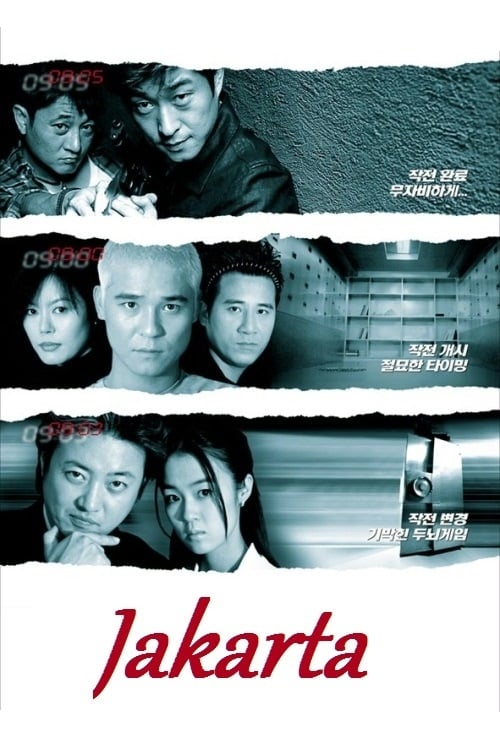 09:05
작전 완료
무자비하게...
09:00
작전 개시
절묘한 타이밍
작전 변경
기막힌 두뇌게임
Jakarta